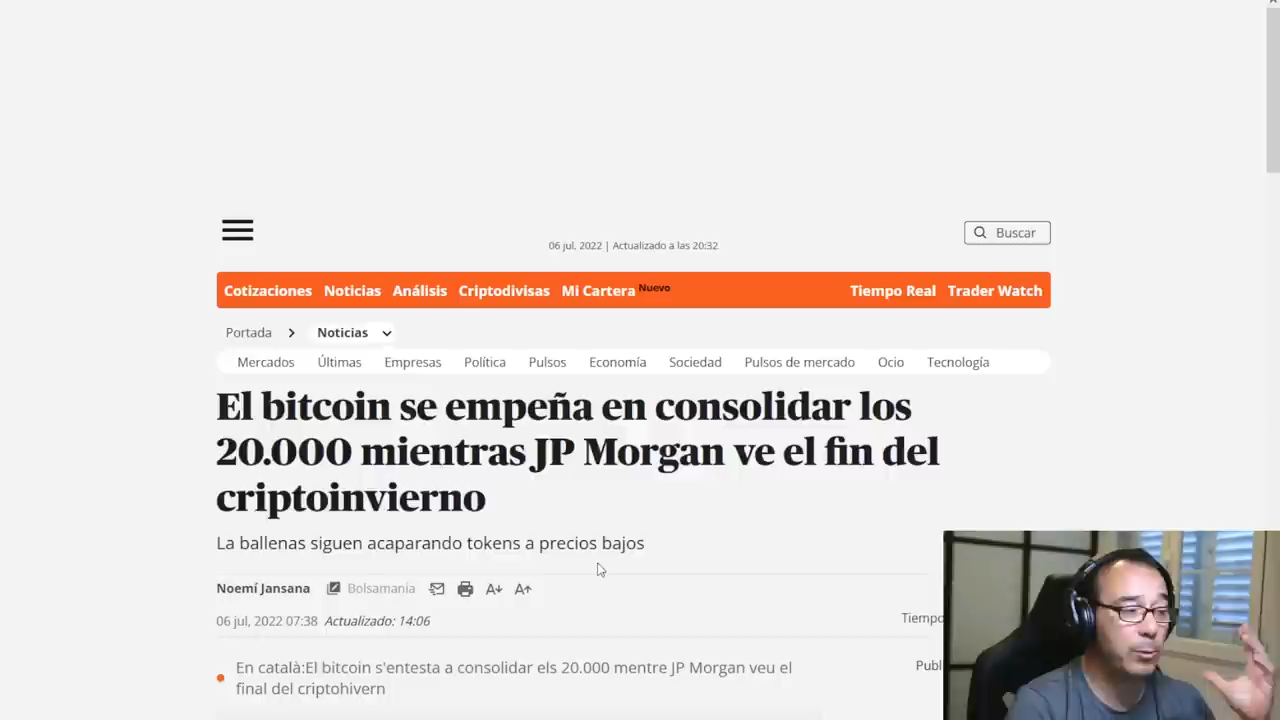 06 jul, 2022 | Actualizado a las 20:32
Buscar
Cotizaciones Noticias Análisis Criptodivisas Mi Cartera Nuevo Tiempo Real Trader Watch
Portada Noticias
Mercados Últimas Empresas Política Pulsos Economía Sociedad Pulsos de mercado Ocio Tecnología
El bitcoin se empeña en consolidar los
20.000 mientras JP Morgan ve el fin del
criptoinvierno
La ballenas siguen acaparando tokens a precios bajos
Noemí Jansana Bolsamania A A
06 jul, 2022 07:38 Actualizado: 14:06
Tiempo
En català:El bitcoin s'entesta a consolidar els 20.000 mentre JP Morgan veu el
final del criptohivern
Publ